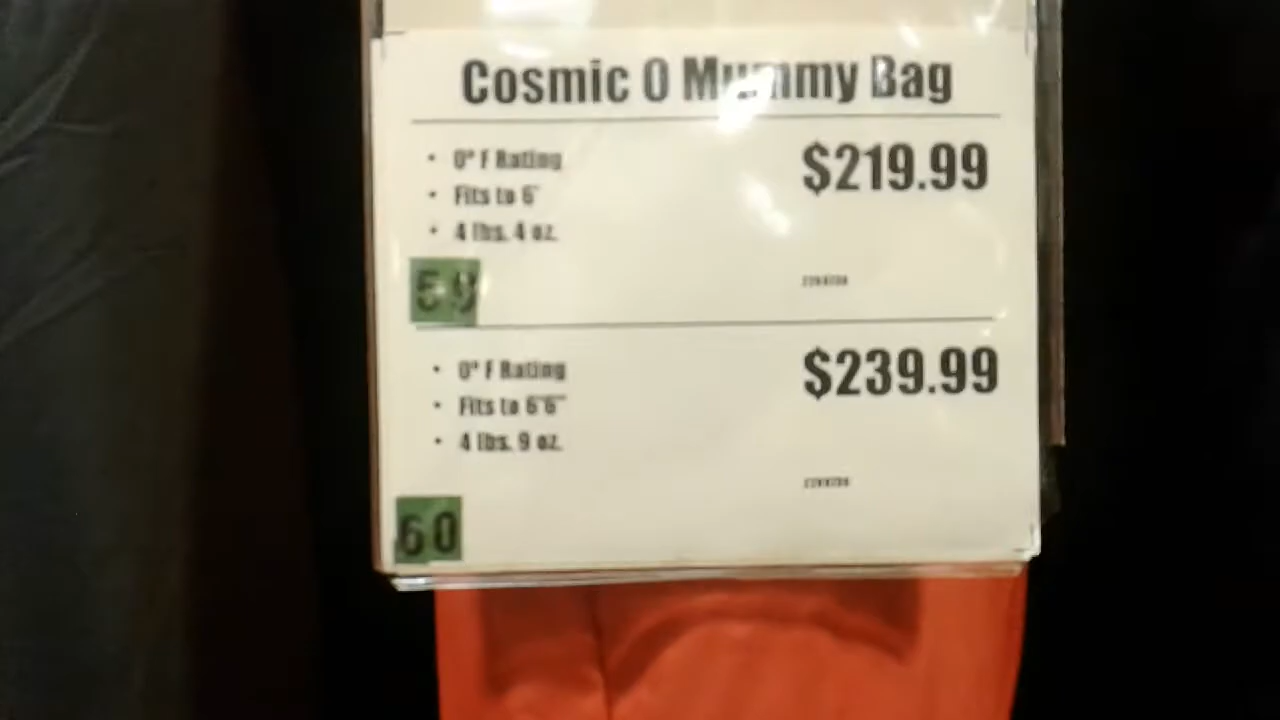 Cosmic 0 Mummy Bag
• 0° F Rating
$219.99
• Fits to 6'
• 4 lbs. 4 oz.
59
• 0° F Rating
$239.99
• Fits to 6'6"
• 4 lbs. 9 oz.
60